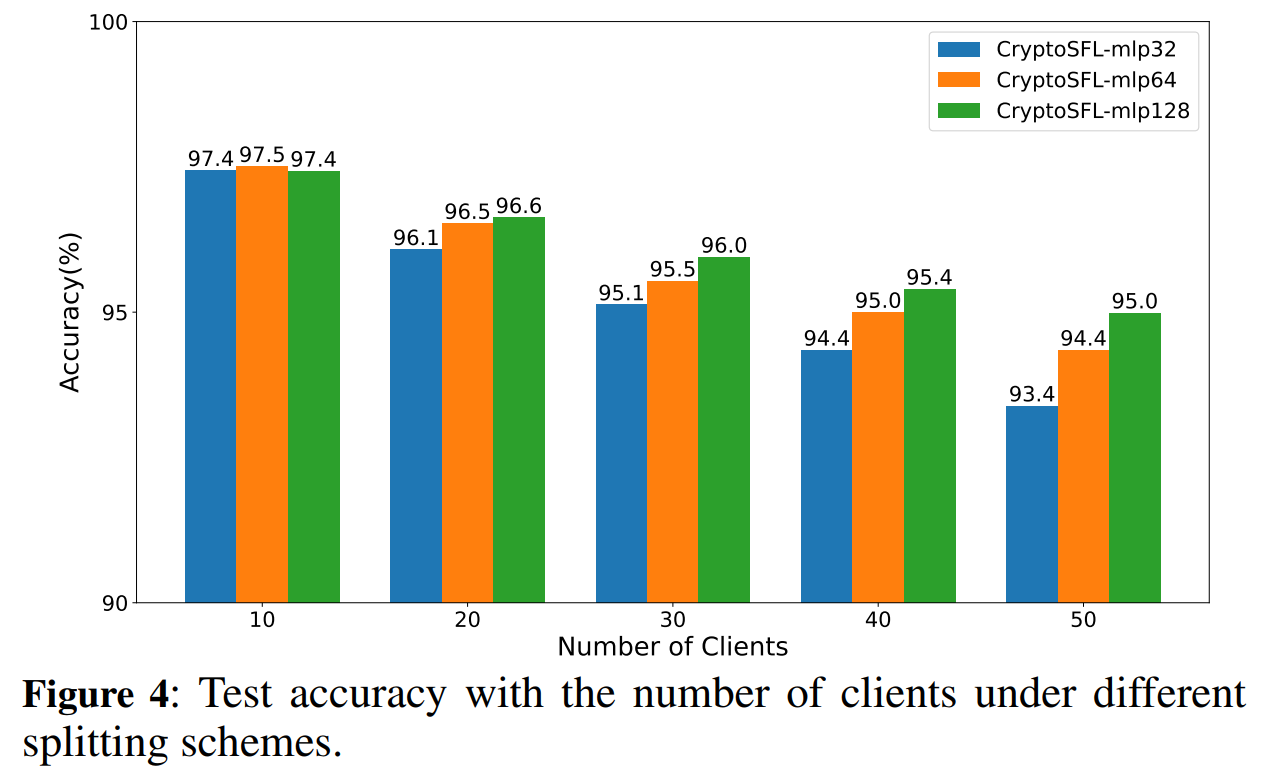 100
CryptoSFL-mlp32
CryptoSFL-mlp64
CryptoSFL-mlp128
97.4 97.5 97.4
96.1 96.5 96.6
95.1 95.5 96.0
94.4 95.0 95.4
93.4 94.4 95.0
Accuracy(%)
95
90
10 20 30 40 50
Number of Clients
Figure 4: Test accuracy with the number of clients under different
splitting schemes.